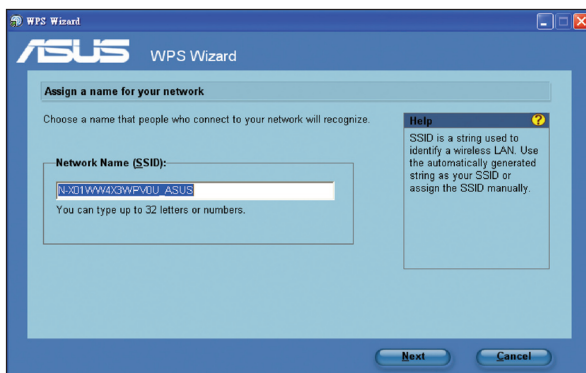 WPS Wizard
ASUS WPS Wizard
Assign a name for your network
Choose a name that people who connect to your network will recognize.
Network Name (SSID):
N-X01WW4X3WPV0U_ASUS
You can type up to 32 letters or numbers.
Help
SSID is a string used to
identify a wireless LAN. Use
the automatically generated
string as your SSID or
assign the SSID manually.
Next Cancel